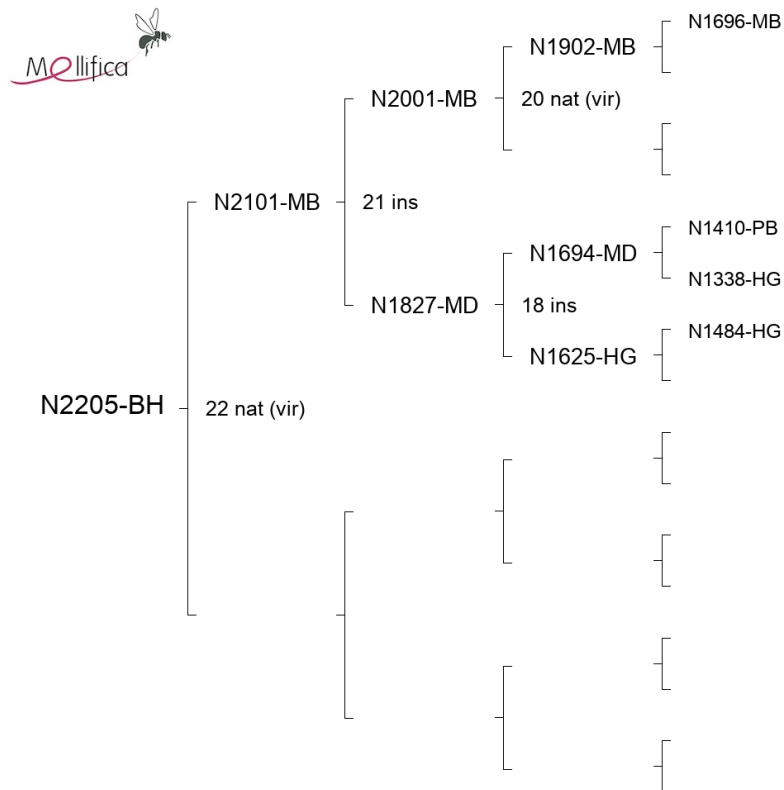 Mellifica
N1696-MB
N1902-MB
N2001-MB
20 nat (vir)
N2101-MB
21 ins
N1410-PB
N1694-MD
N1338-HG
N1827-MD
18 ins
N1484-HG
N1625-HG
N2205-BH
22 nat (vir)